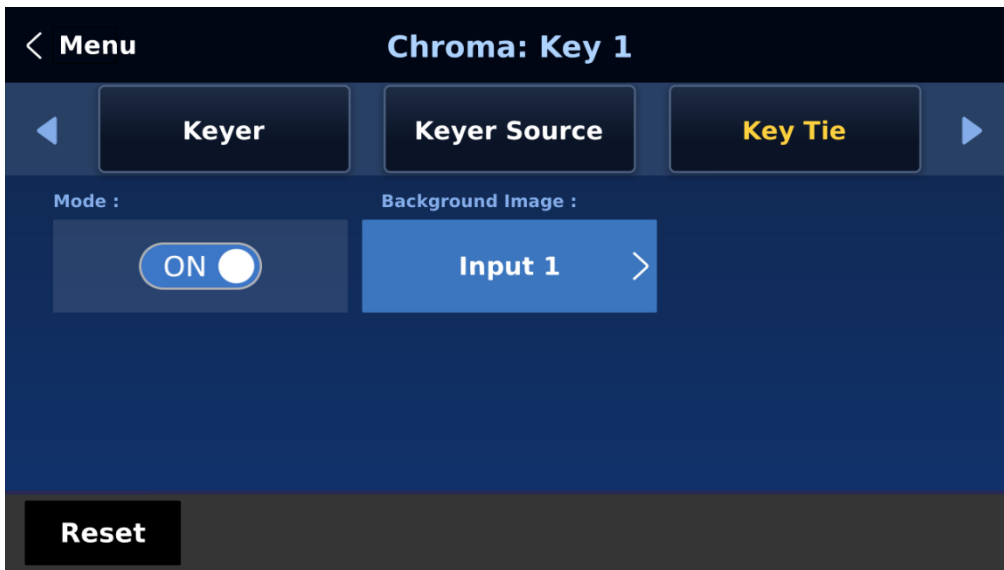 Menu
Chroma: Key 1
Keyer
Keyer Source
Key Tie
Mode :
Background Image :
ON
Input 1
Reset